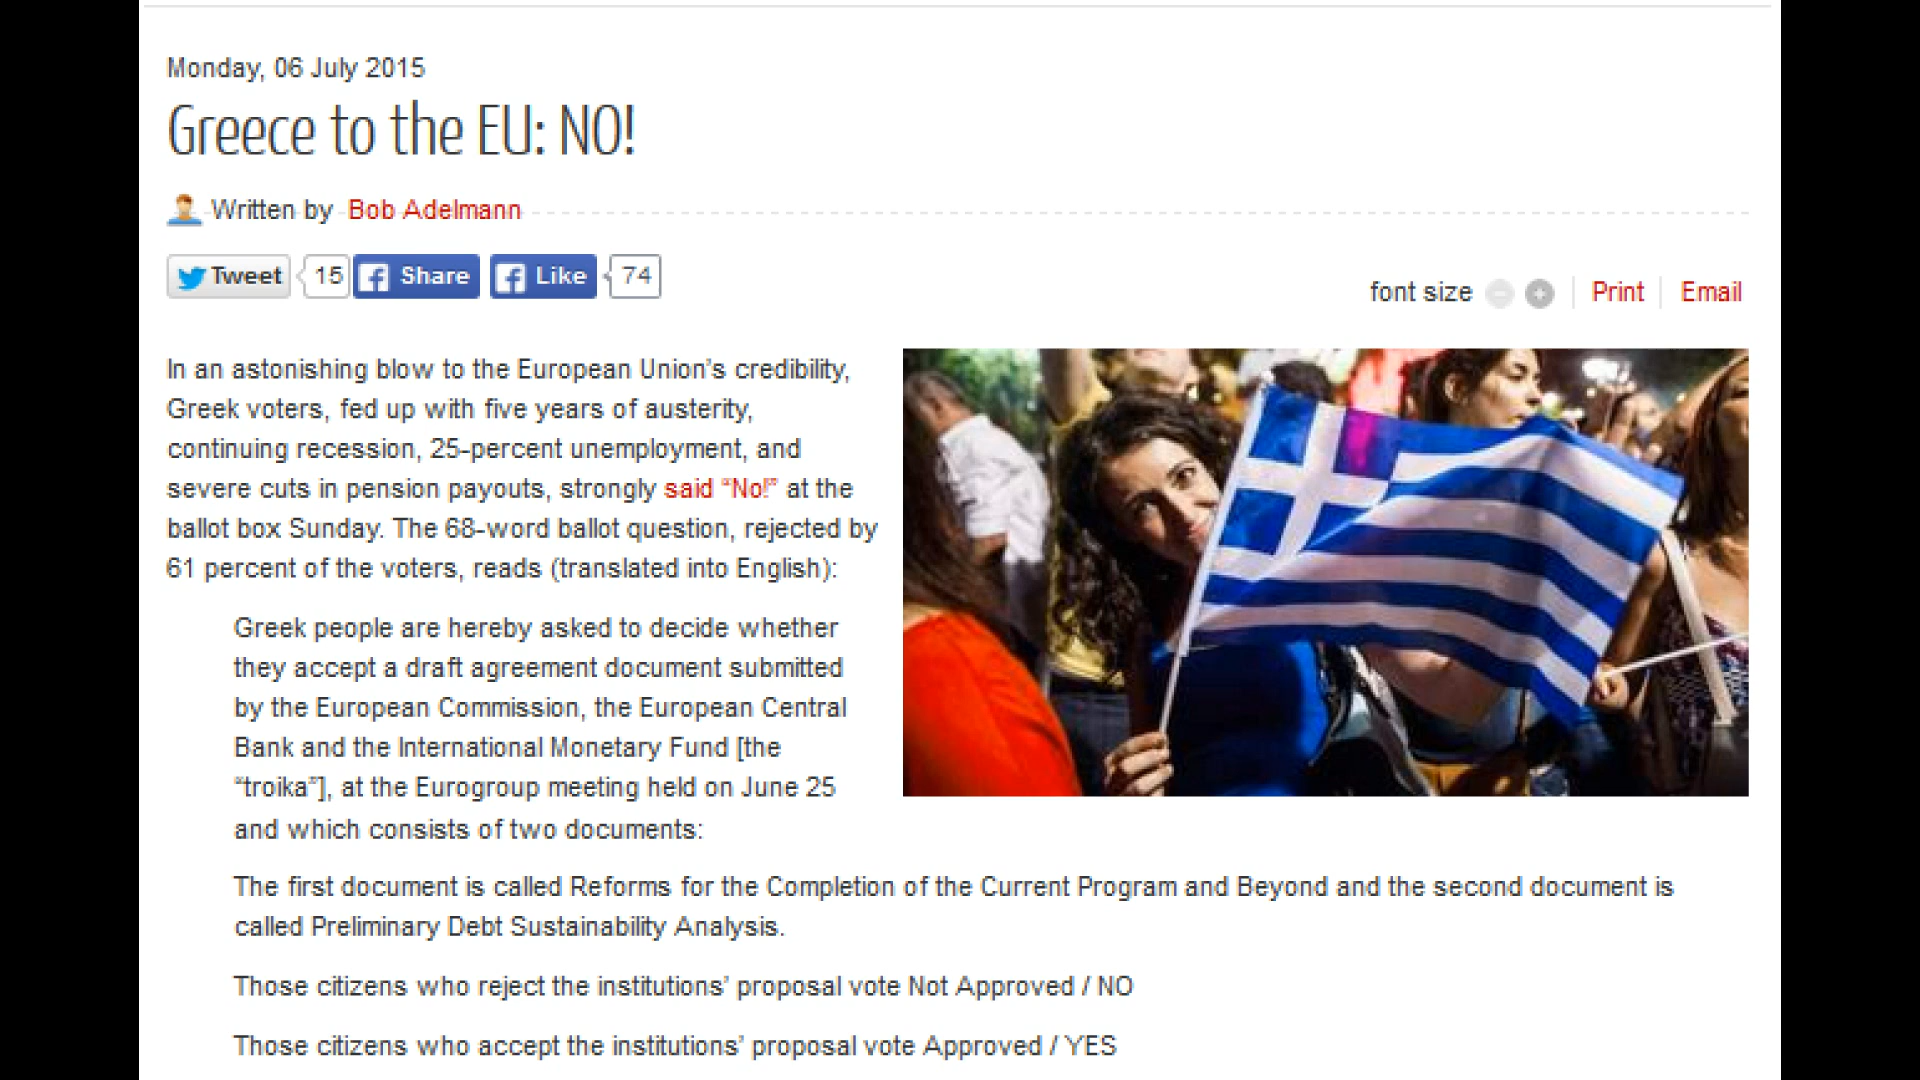 Monday, 06 July 2015
Greece to the EU: NO!
Written by Bob Adelmann
Tweet 15 Share Like 74
font size Print Email
In an astonishing blow to the European Union’s credibility,
Greek voters, fed up with five years of austerity,
continuing recession, 25-percent unemployment, and
severe cuts in pension payouts, strongly said “No!” at the
ballot box Sunday. The 68-word ballot question, rejected by
61 percent of the voters, reads (translated into English):
Greek people are hereby asked to decide whether
they accept a draft agreement document submitted
by the European Commission, the European Central
Bank and the International Monetary Fund [the
“troika”], at the Eurogroup meeting held on June 25
and which consists of two documents:
The first document is called Reforms for the Completion of the Current Program and Beyond and the second document is
called Preliminary Debt Sustainability Analysis.
Those citizens who reject the institutions’ proposal vote Not Approved / NO
Those citizens who accept the institutions’ proposal vote Approved / YES